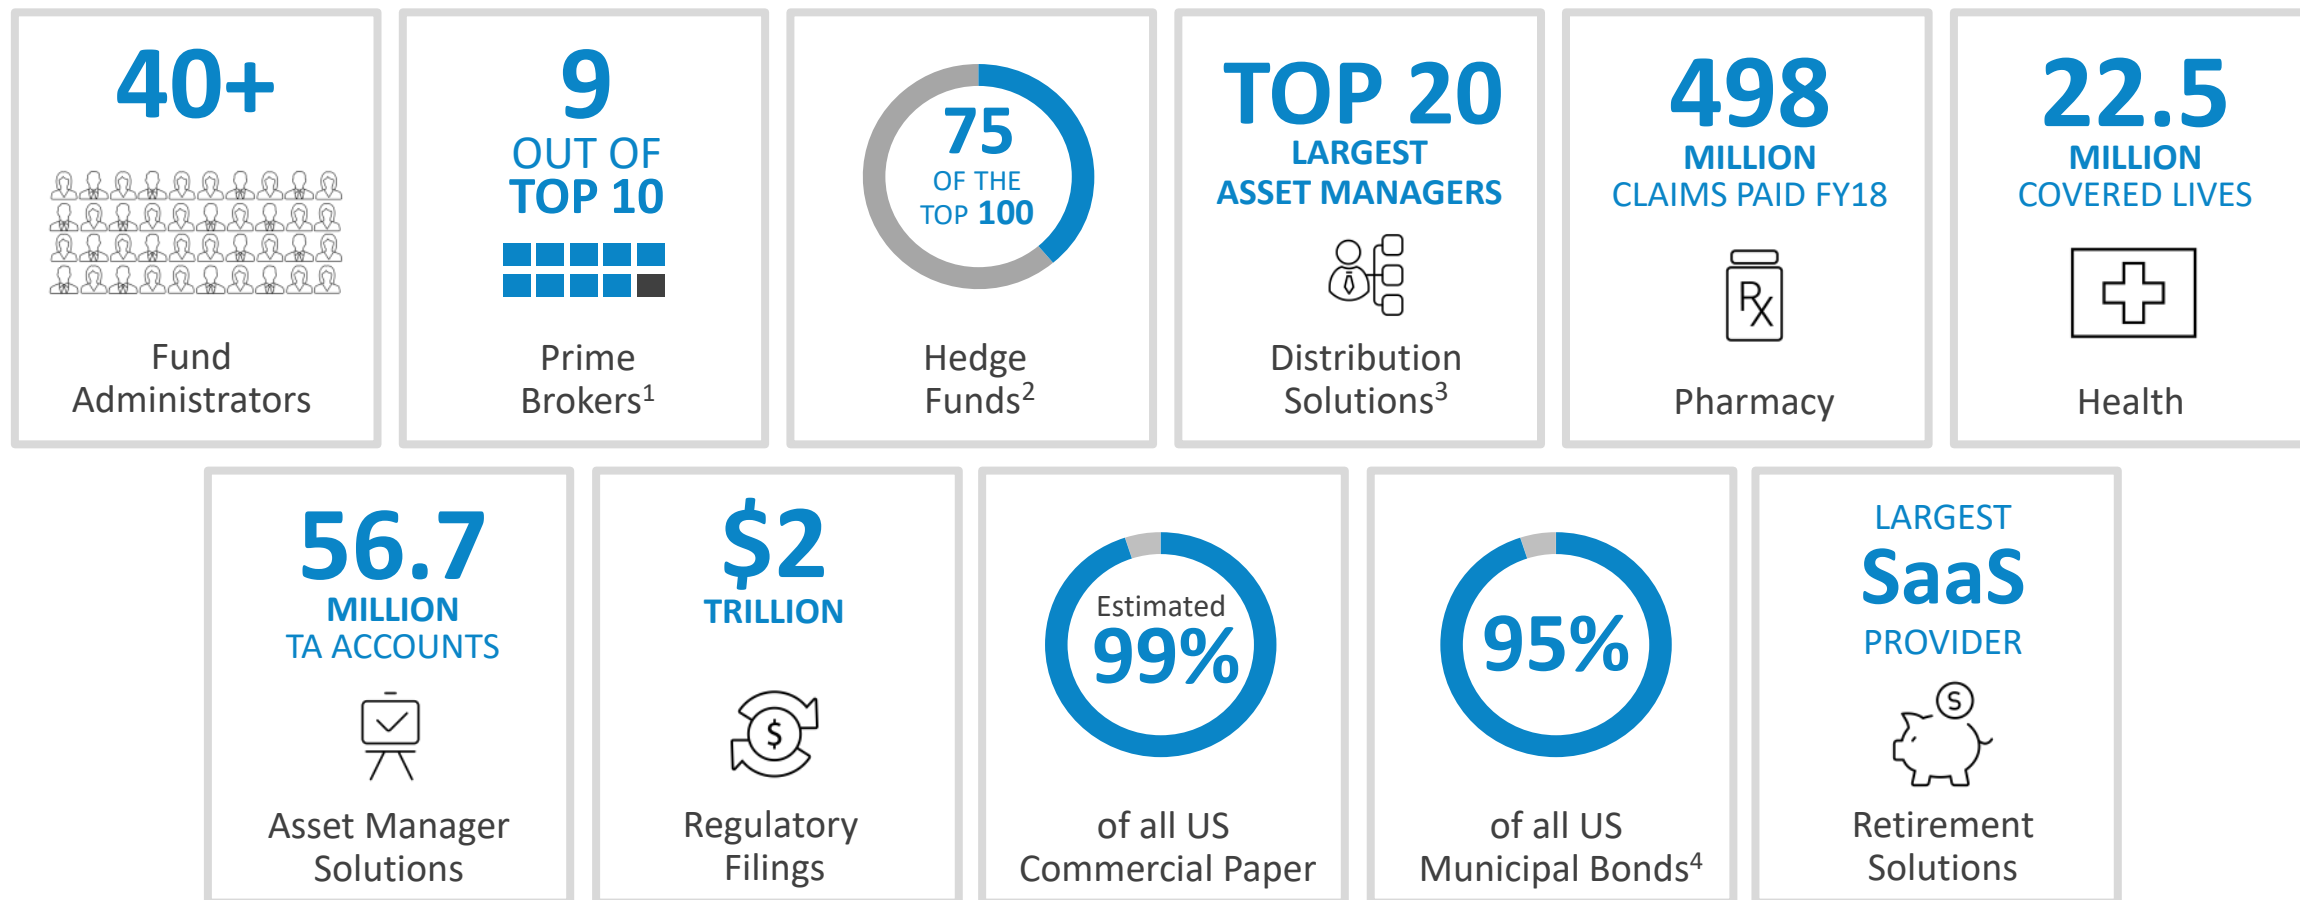 40+
Fund
Administrators
9
OUT OF
TOP 10
Prime
Brokers1
75
OF THE
TOP 100
Hedge
Funds2
TOP 20
LARGEST
ASSET MANAGERS
Distribution
Solutions3
498
MILLION
CLAIMS PAID FY18
RX
Pharmacy
22.5
MILLION
COVERED LIVES
Health
56.7
MILLION
TA ACCOUNTS
Asset Manager
Solutions
$2
TRILLION
$
Regulatory
Filings
Estimated
99%
of all US
Commercial Paper
95%
of all US
Municipal Bonds4
LARGEST
SaaS
PROVIDER
S
Retirement
Solutions